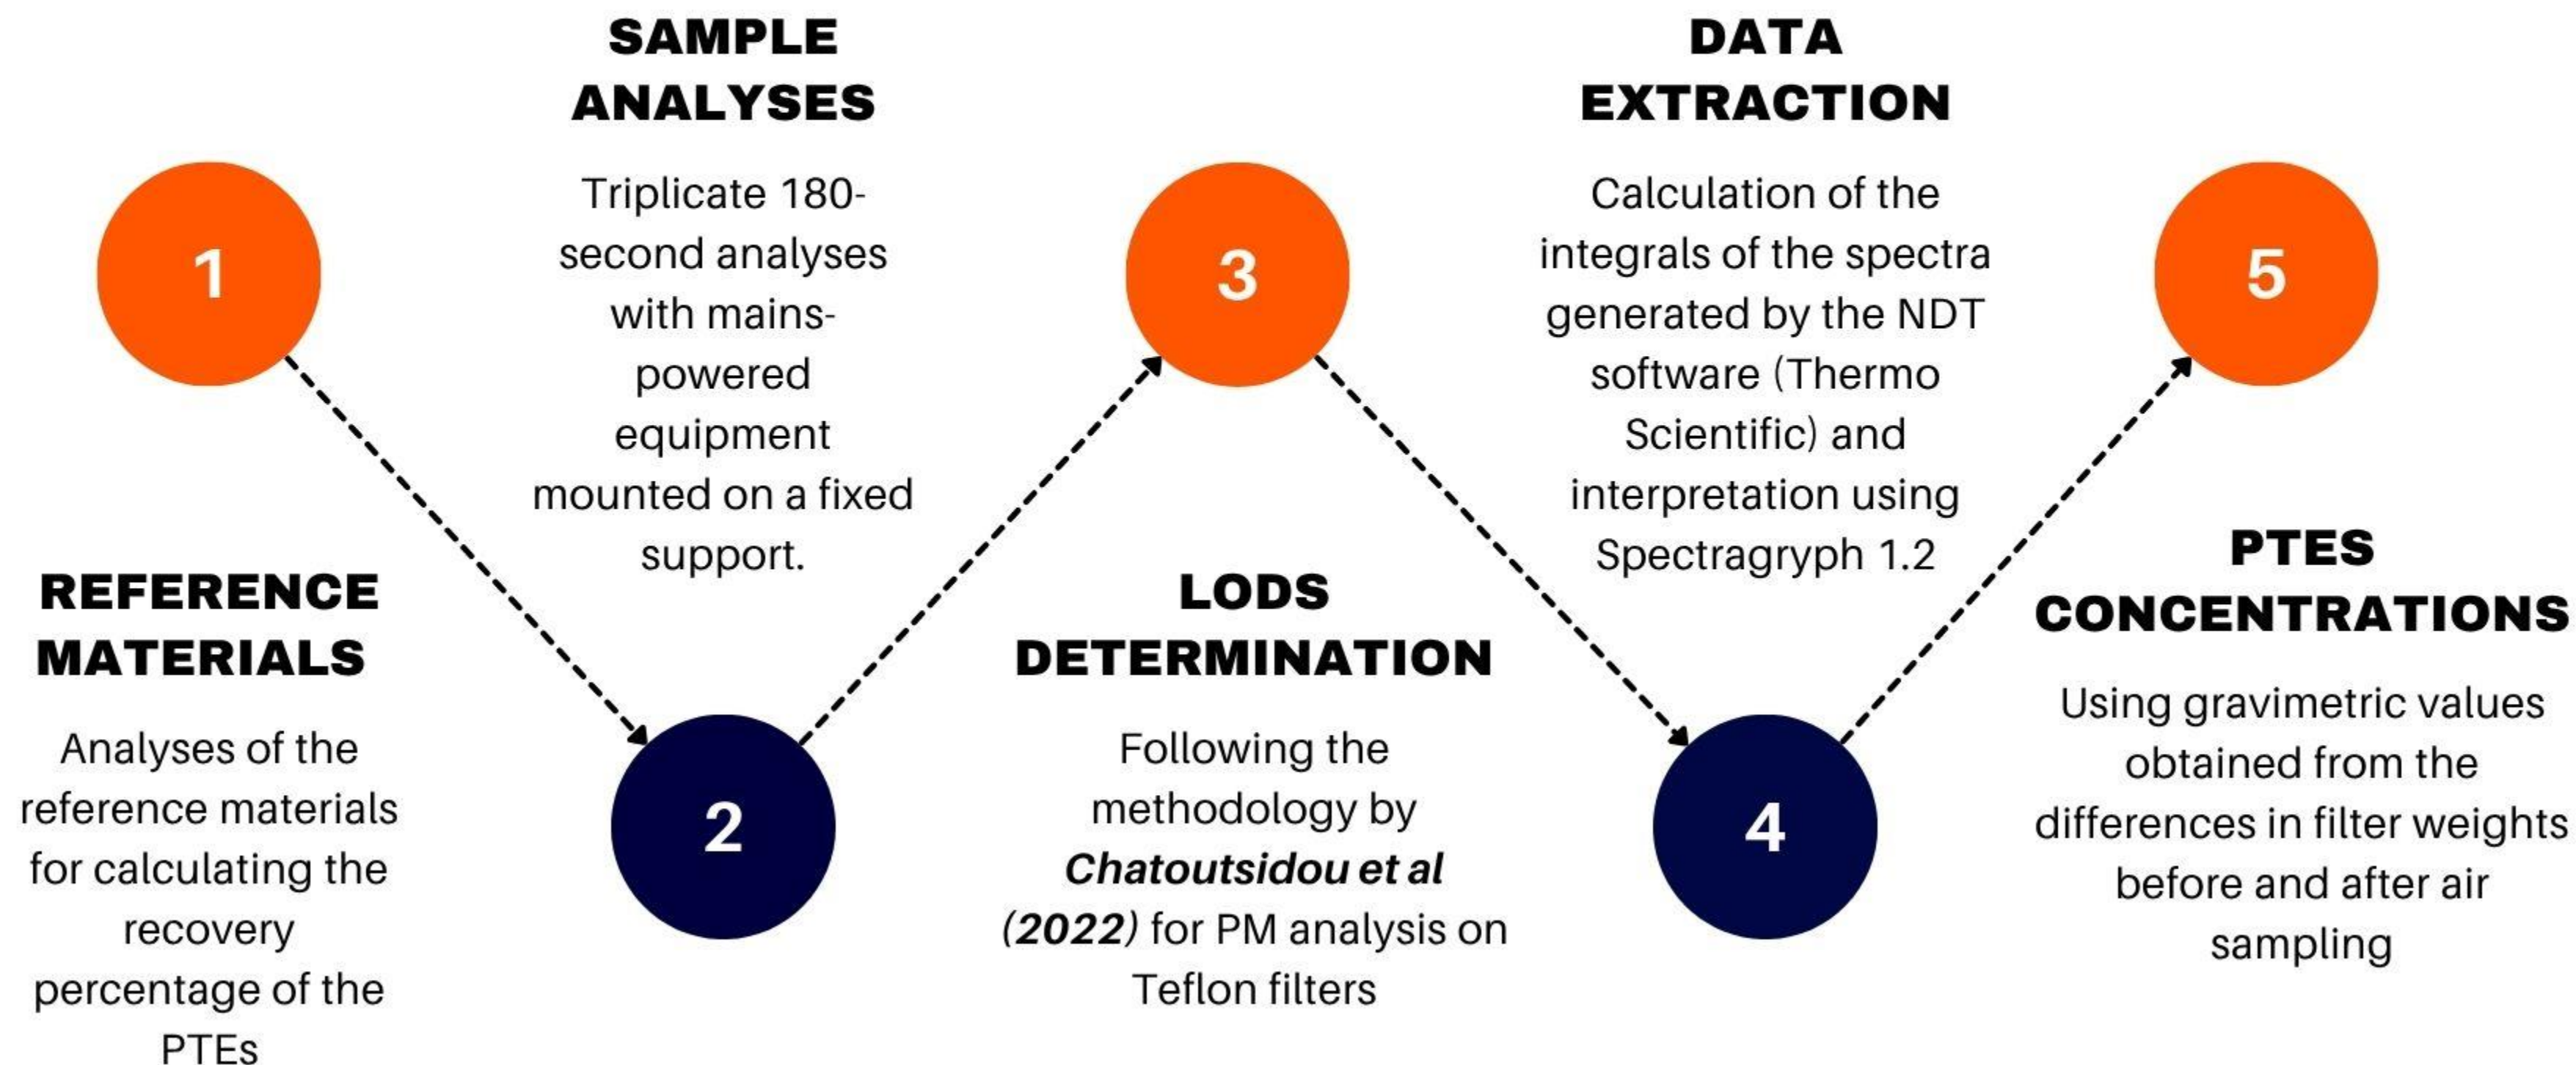 1
REFERENCE
MATERIALS
Analyses of the
reference materials
for calculating the
recovery
percentage of the
PTEs
SAMPLE
ANALYSES
Triplicate 180-
second analyses
with mains-
powered
equipment
mounted on a fixed
support.
2
3
LODS
DETERMINATION
Following the
methodology by
Chatoutsidou et al
(2022) for PM analysis on
Teflon filters
DATA
EXTRACTION
Calculation of the
integrals of the spectra
generated by the NDT
software (Thermo
Scientific) and
interpretation using
Spectragryph 1.2
4
5
PTES
CONCENTRATIONS
Using gravimetric values
obtained from the
differences in filter weights
before and after air
sampling